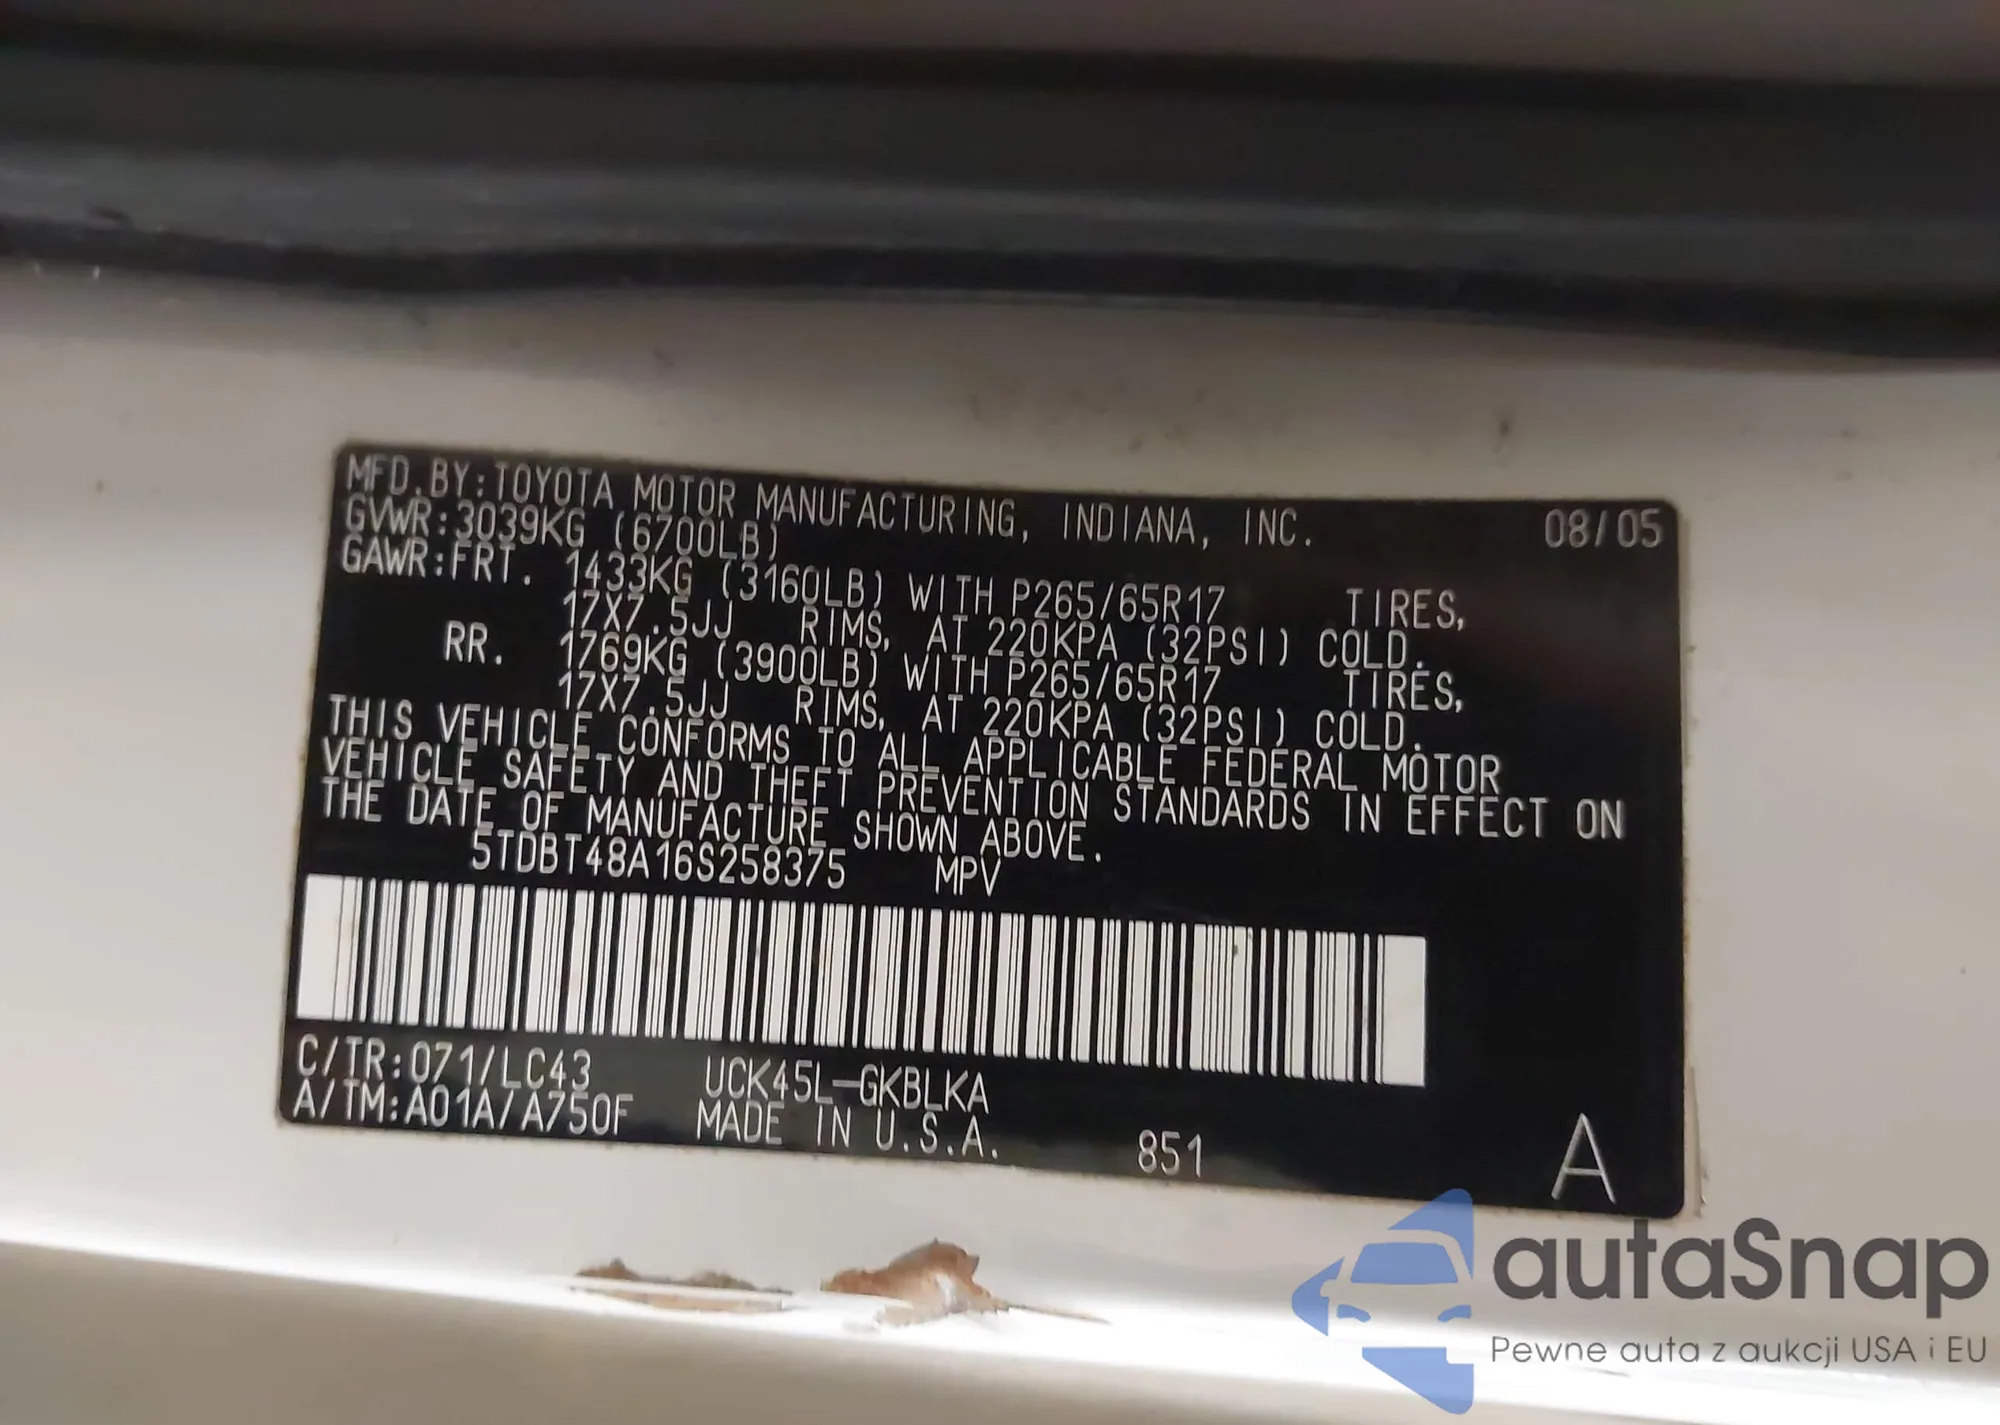 MFD.BY:TOYOTA MOTOR MANUFACTURING, INDIANA, INC. 08/05
GVWR:3039KG (6700LB)
GAWR:FRT. 1433KG (3160LB) WITH P265/65R17 TIRES,
17X7.5JJ RIMS, AT 220KPA (32PSI) COLD.
RR. 1769KG (3900LB) WITH P265/65R17 TIRES,
17X7.5JJ RIMS, AT 220KPA (32PSI) COLD.
THIS VEHICLE CONFORMS TO ALL APPLICABLE FEDERAL MOTOR
VEHICLE SAFETY AND THEFT PREVENTION STANDARDS IN EFFECT ON
THE DATE OF MANUFACTURE SHOWN ABOVE.
5TDBT48A16S258375 MPV
C/TR:071/LC43 UCK45L-GKBLKA
A/TM:A01A/A750F MADE IN U.S.A. 851 A
autaSnap
Pewne auta z aukcji USA i EU